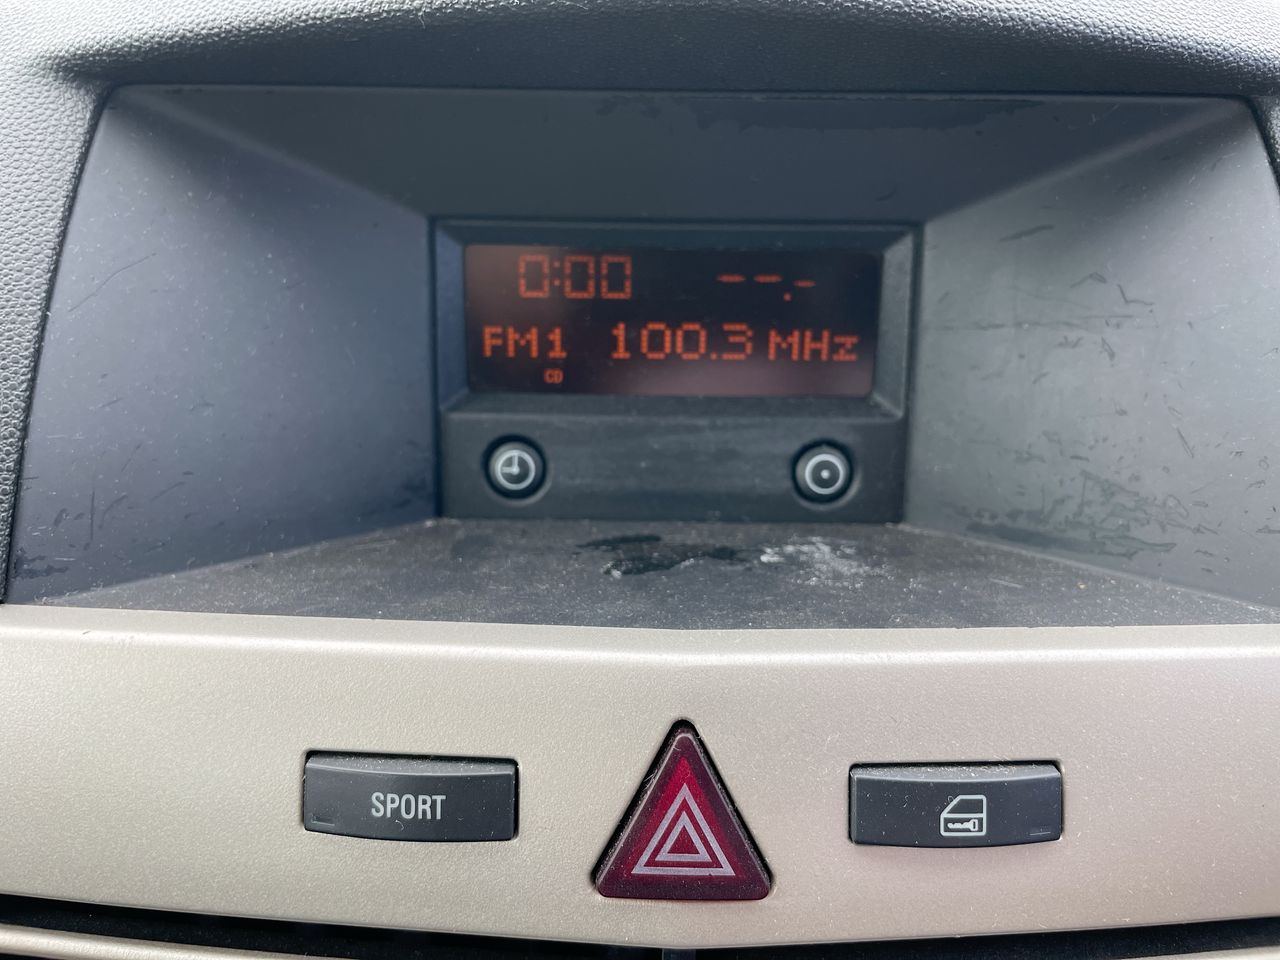 0:00 --.-
FM1 100.3 MHz
CD
SPORT